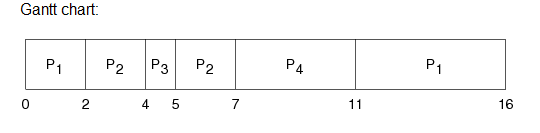 Gantt chart:
P1 P2 P3 P2 P4 P1
0 2 4 5 7 11 16